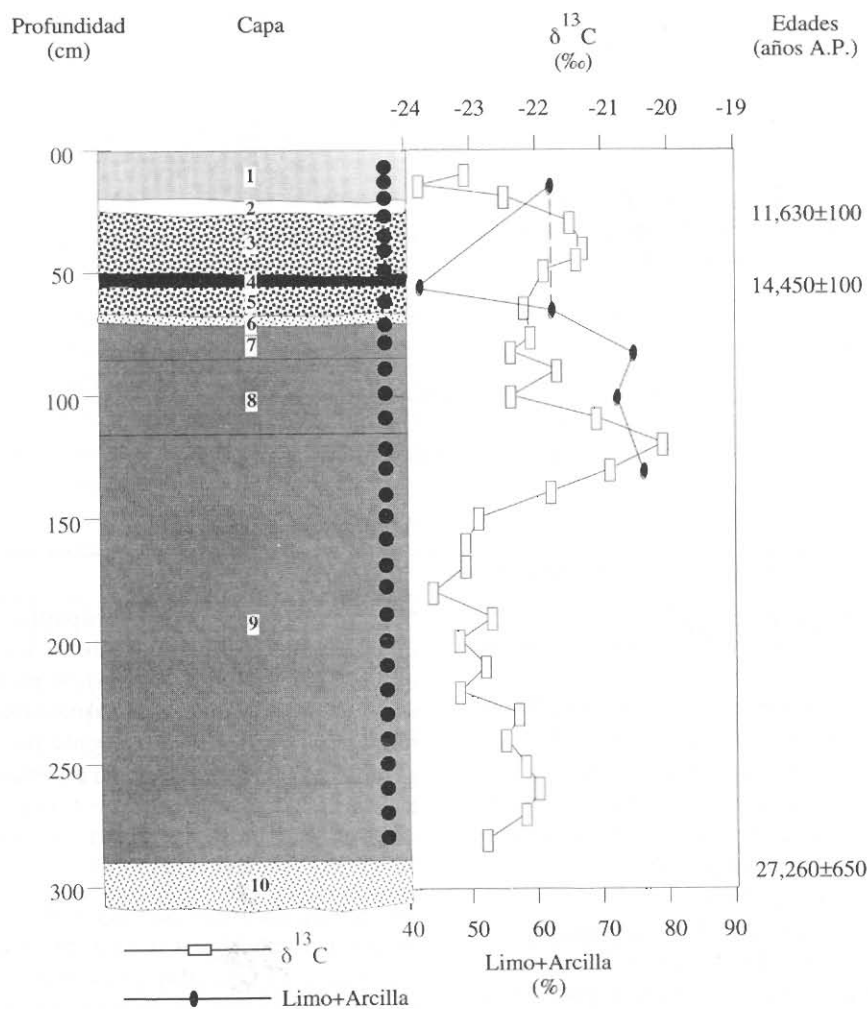 Profundidad
(cm)
Capa
δ¹³C
(‰)
Edades
(años A.P.)
-24 -23 -22 -21 -20 -19
00
50
100
150
200
250
300
1
2
3
4
5
6
7
8
9
10
11,630±100
14,450±100
27,260±650
40 50 60 70 80 90
Limo+Arcilla
(%)
δ¹³C
Limo+Arcilla